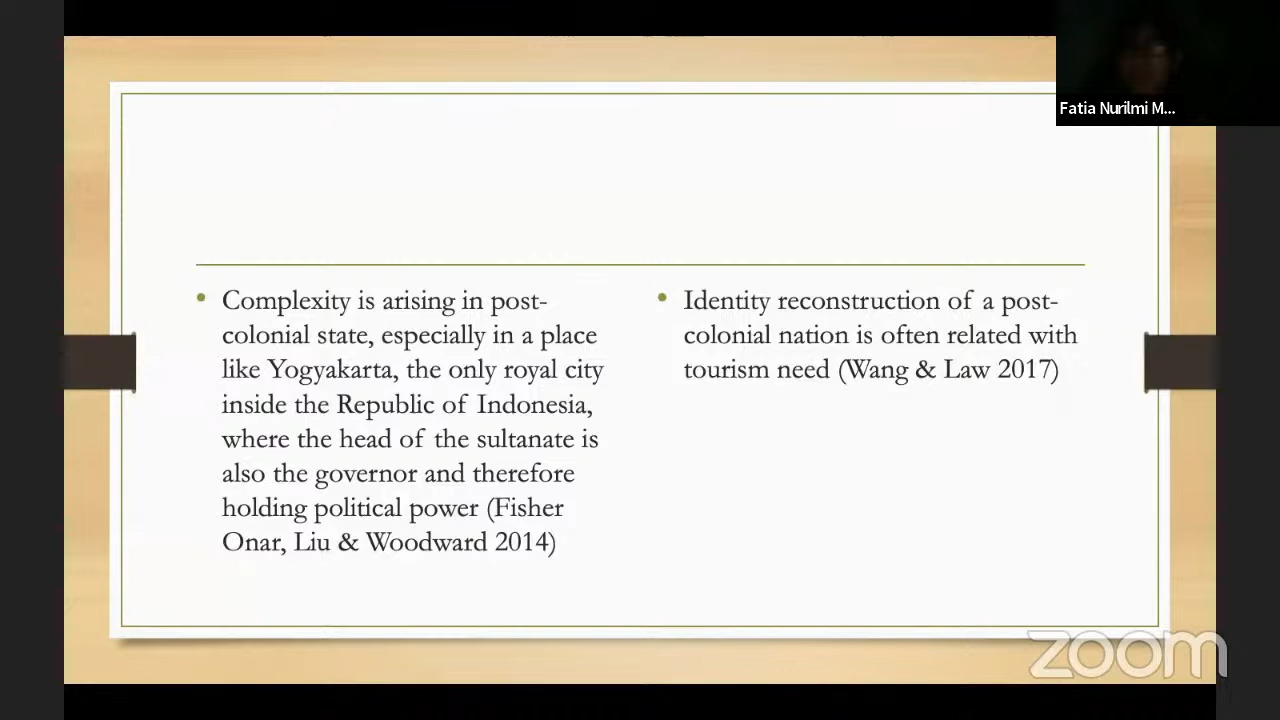 Fatia Nurilmi M...
• Complexity is arising in post-
colonial state, especially in a place
like Yogyakarta, the only royal city
inside the Republic of Indonesia,
where the head of the sultanate is
also the governor and therefore
holding political power (Fisher
Onar, Liu & Woodward 2014)
• Identity reconstruction of a post-
colonial nation is often related with
tourism need (Wang & Law 2017)
zoom